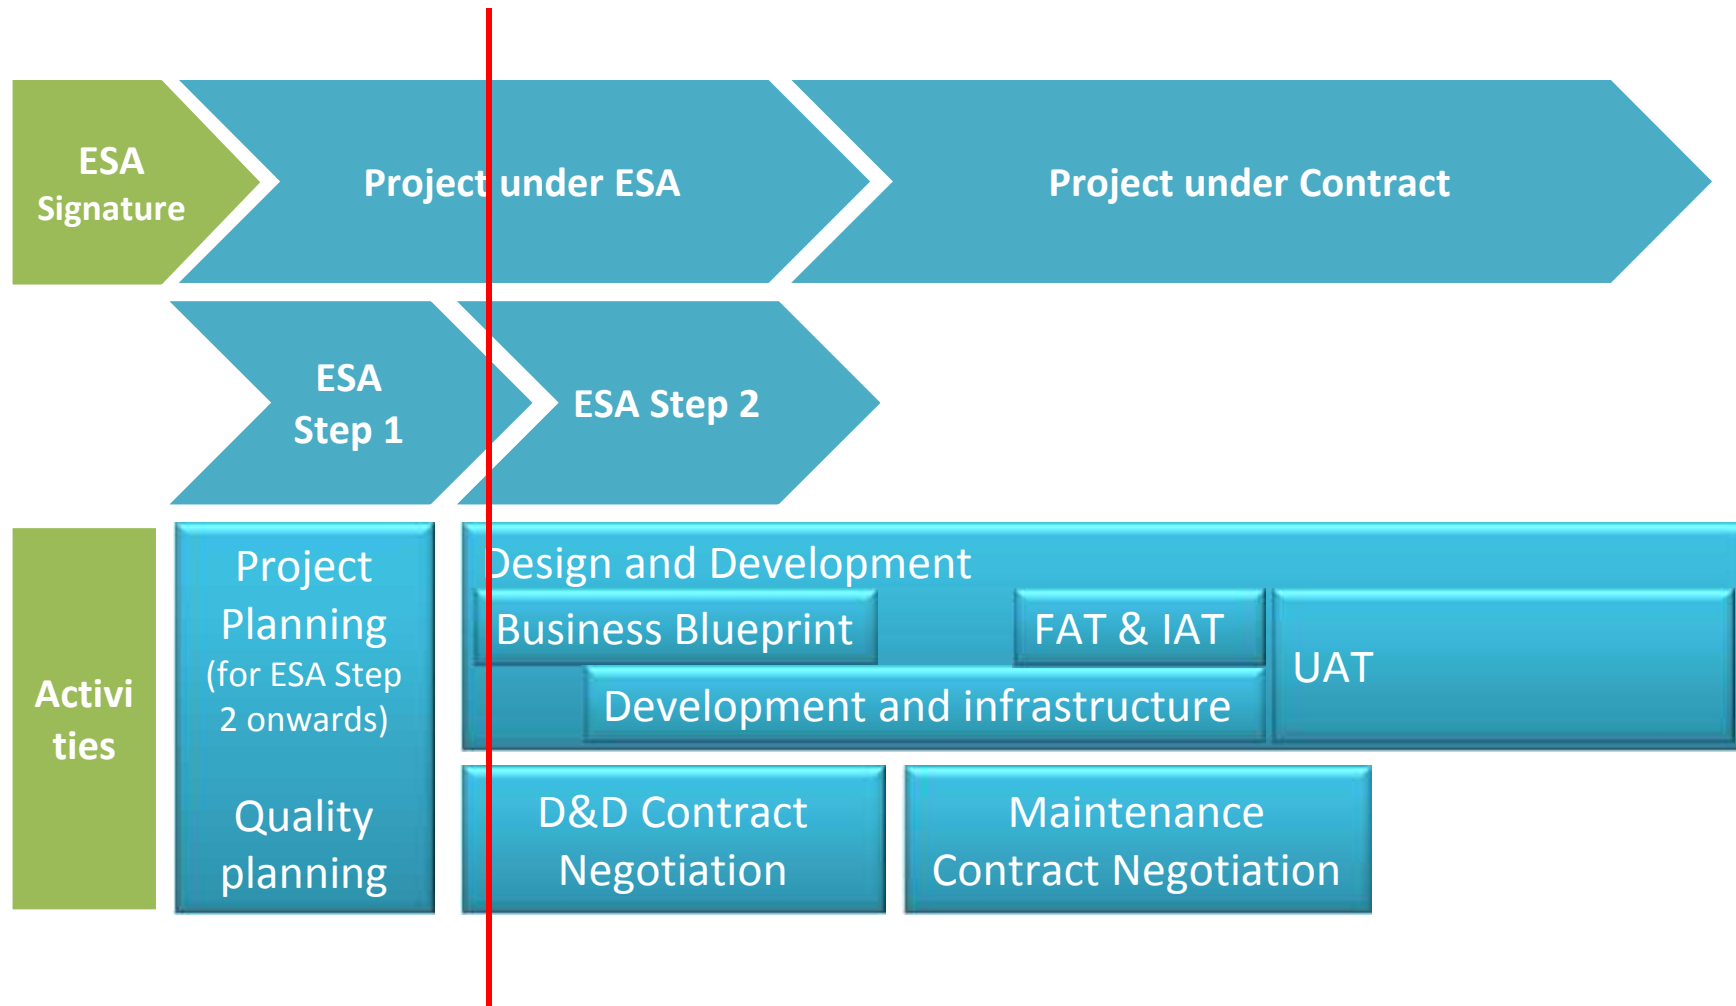 ESA
Signature
Project under ESA
Project under Contract
ESA
Step 1
ESA Step 2
Activi
ties
Project
Planning
(for ESA Step
2 onwards)
Quality
planning
Design and Development
Business Blueprint
FAT & IAT
UAT
Development and infrastructure
D&D Contract
Negotiation
Maintenance
Contract Negotiation